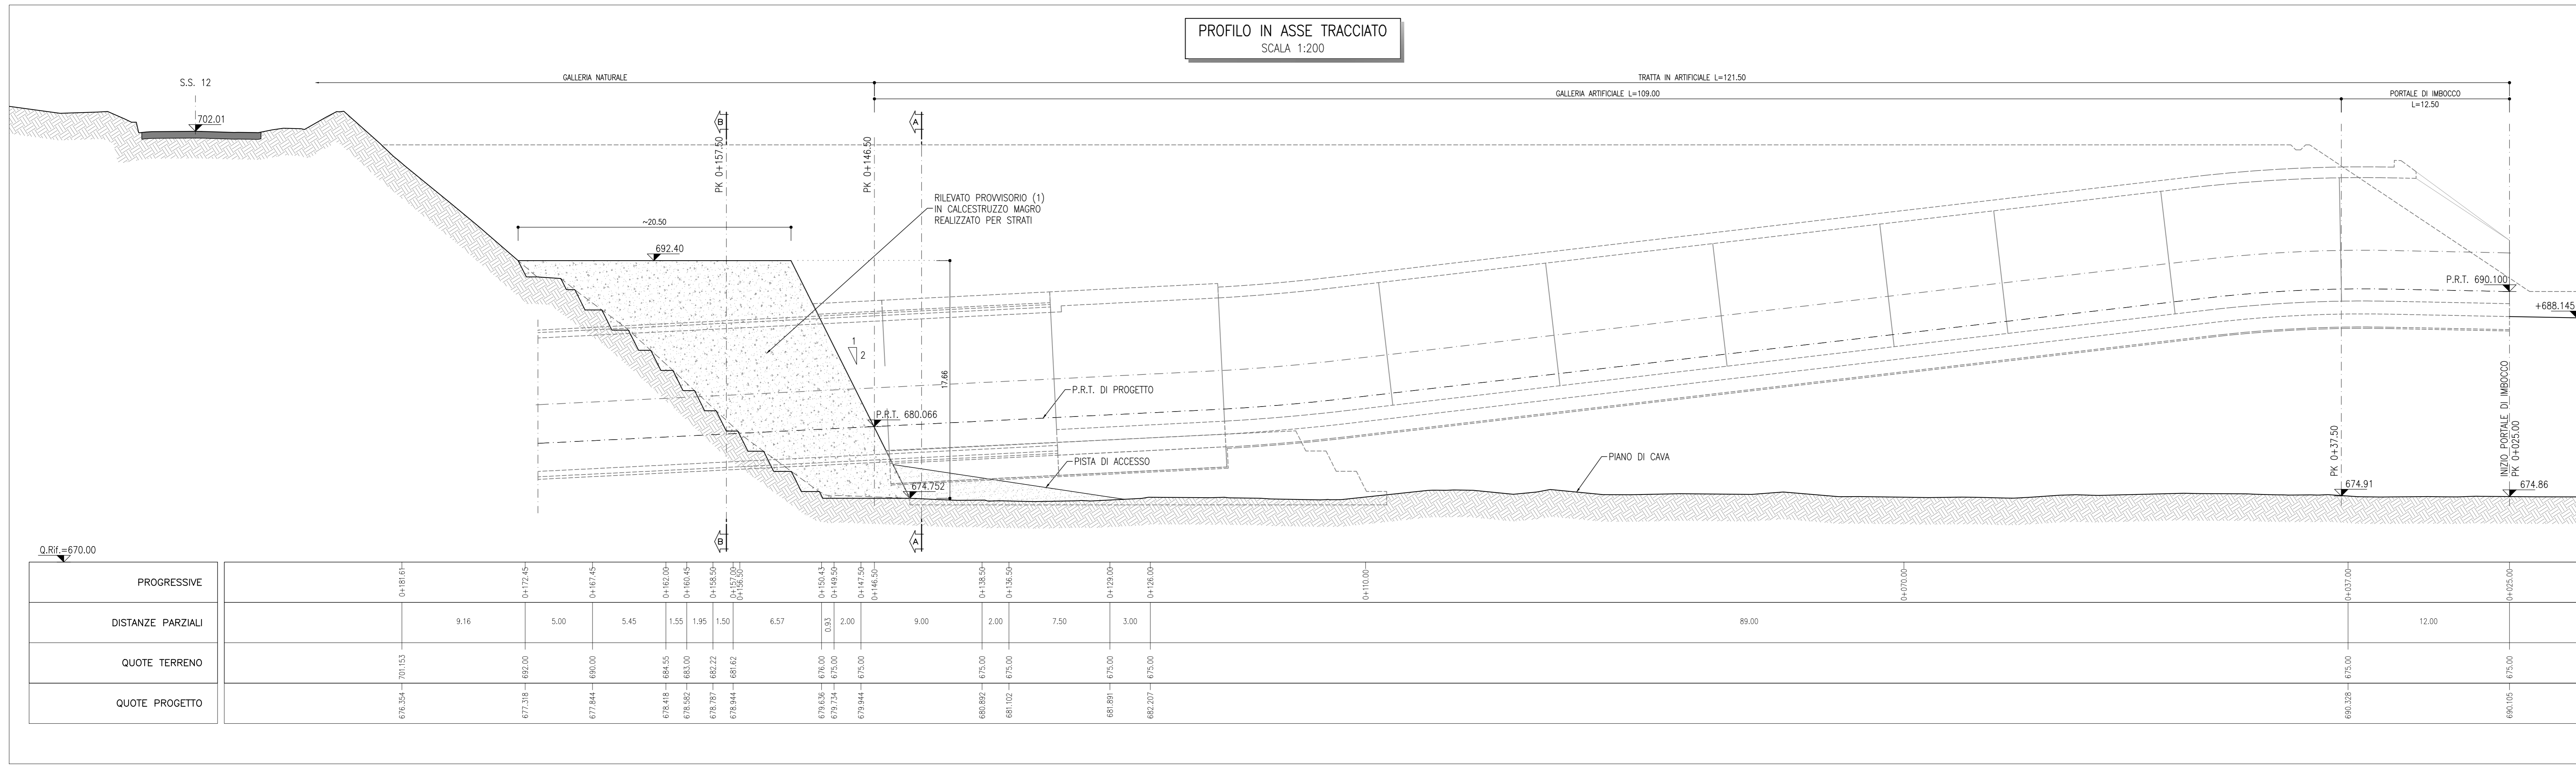 PROFILO IN ASSE TRACCIATO
SCALA 1:200
GALLERIA NATURALE
TRATTA IN ARTIFICIALE L=121.50
GALLERIA ARTIFICIALE L=109.00
PORTALE DI IMBOCCO
L=12.50
S.S. 12
702.01
B
A
PK 0+157.50
PK 0+146.50
RILEVATO PROVVISORIO (1)
IN CALCESTRUZZO MAGRO
REALIZZATO PER STRATI
~20.50
692.40
P.R.T. 690.100
+688.145
1
2
17.66
P.R.T. DI PROGETTO
P.R.T. 680.066
PISTA DI ACCESSO
PIANO DI CAVA
PK 0+37.50
INIZIO PORTALE DI IMBOCCO
PK 0+025.00
674.752
674.91
674.86
B
A
Q.Rif.=670.00
PROGRESSIVE
0+181.61
0+172.45
0+167.45
0+162.00
0+160.45
0+158.50
0+157.00
0+156.50
0+150.43
0+149.50
0+147.50
0+146.50
0+138.50
0+136.50
0+129.00
0+126.00
0+110.00
0+070.00
0+037.00
0+025.00
DISTANZE PARZIALI
9.16
5.00
5.45
1.55
1.95
1.50
6.57
0.93
2.00
9.00
2.00
7.50
3.00
89.00
12.00
QUOTE TERRENO
701.153
692.00
690.00
684.55
683.00
682.22
681.62
676.00
675.00
675.00
675.00
675.00
675.00
675.00
675.00
675.00
QUOTE PROGETTO
676.354
677.318
677.844
678.418
678.582
678.787
678.944
679.636
679.734
679.944
680.892
681.102
681.891
682.207
690.328
690.105